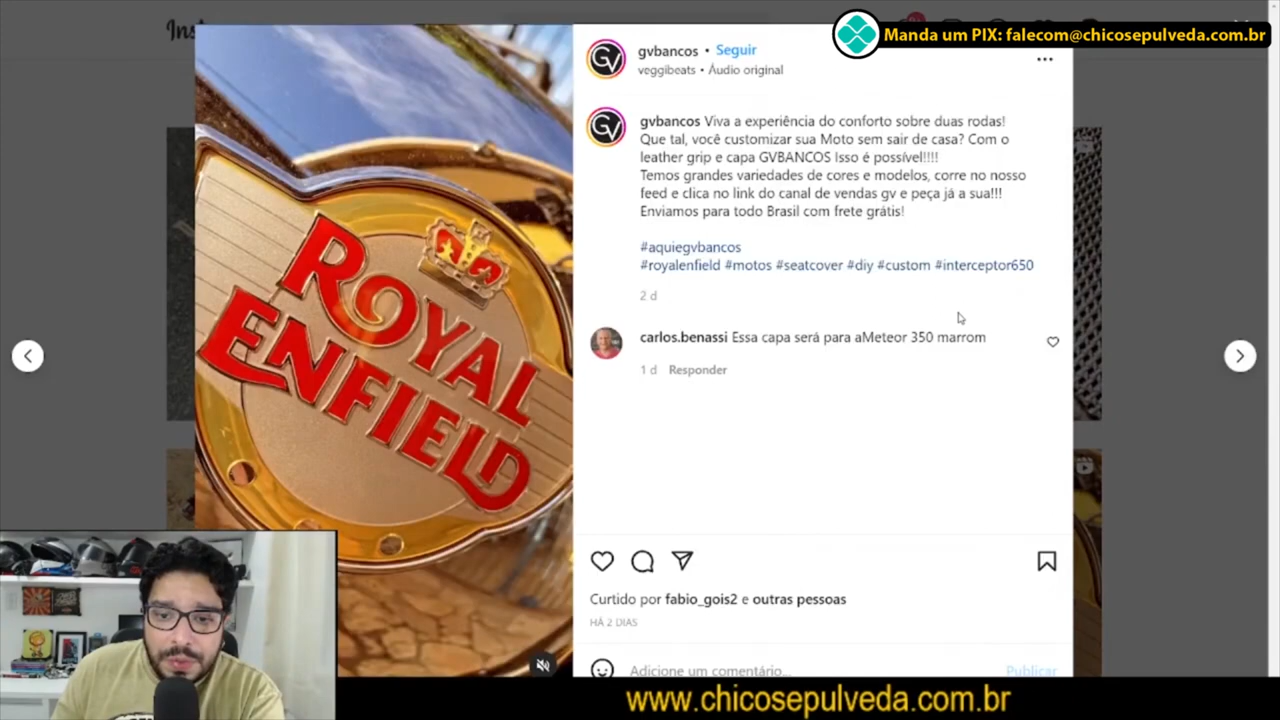 Inst
Manda um PIX: falecom@chicosepulveda.com.br
gvbancos • Seguir
veggibeats • Áudio original
gvbancos Viva a experiência do conforto sobre duas rodas!
Que tal, você customizar sua Moto sem sair de casa? Com o
leather grip e capa GVBANCOS Isso é possível!!!!
Temos grandes variedades de cores e modelos, corre no nosso
feed e clica no link do canal de vendas gv e peça já a sua!!!
Enviamos para todo Brasil com frete grátis!
#aquiegvbancos
#royalenfield #motos #seatcover #diy #custom #interceptor650
2 d
carlos.benassi Essa capa será para aMeteor 350 marrom
1 d Responder
ROYAL
ENFIELD
GV
GV
Curtido por fabio_gois2 e outras pessoas
HÁ 2 DIAS
Adicione um comentário...
Publicar
www.chicosepulveda.com.br